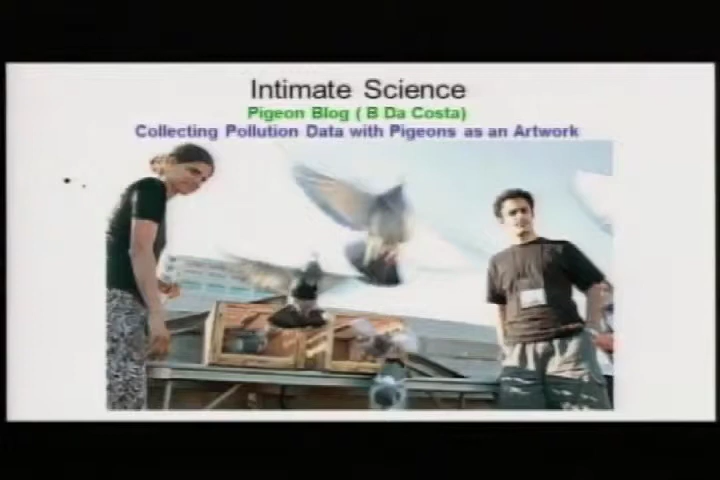 Intimate Science
Pigeon Blog ( B Da Costa)
Collecting Pollution Data with Pigeons as an Artwork